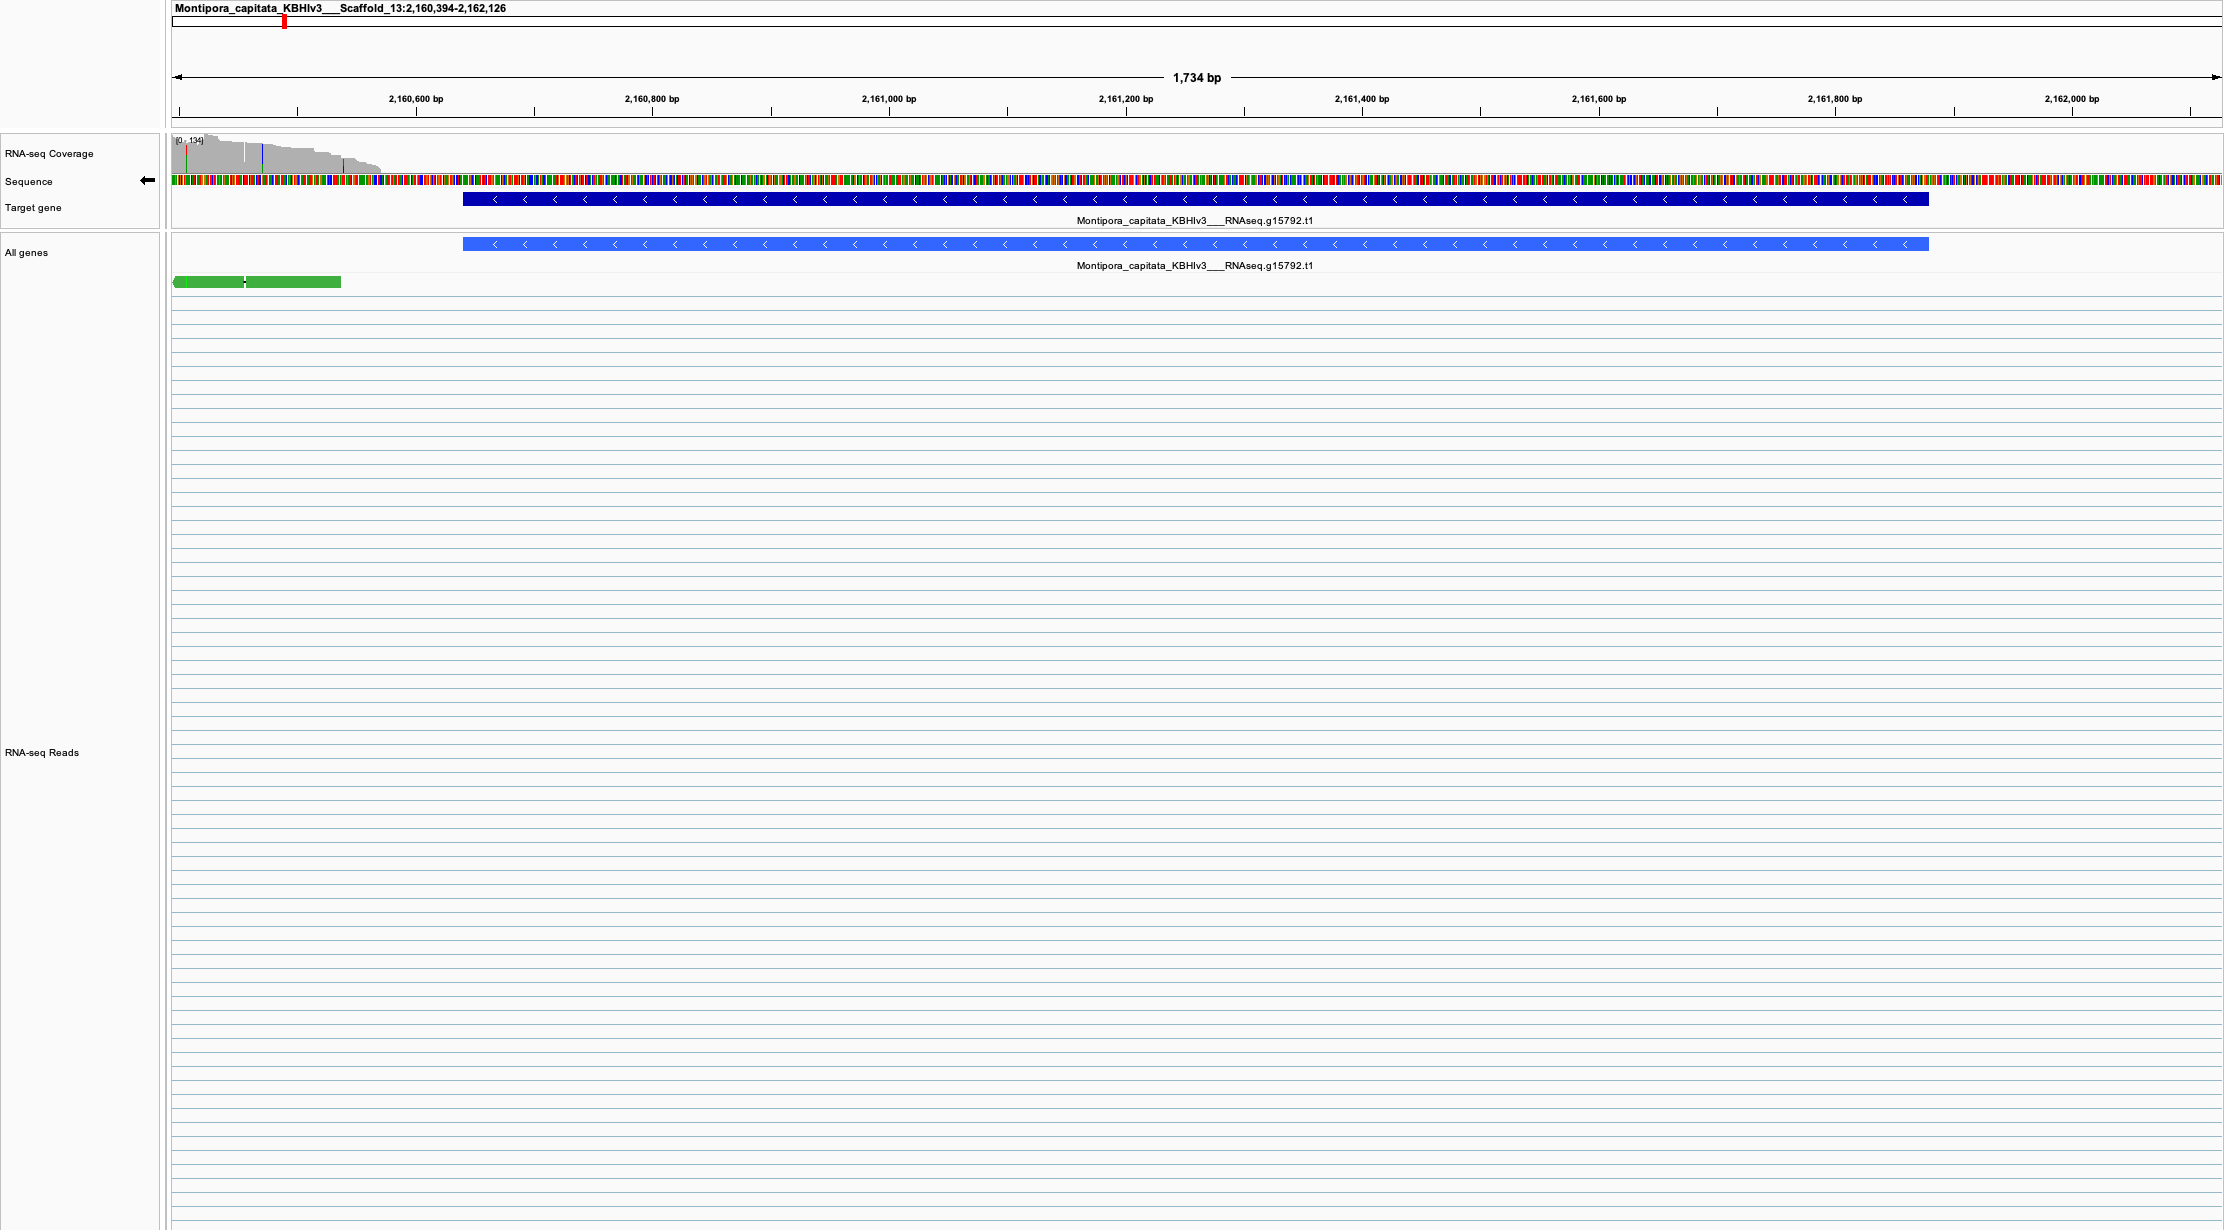 Montipora_capitata_KBHIv3___Scaffold_13:2,160,394-2,162,126
1,734 bp
2,160,600 bp 2,160,800 bp 2,161,000 bp 2,161,200 bp 2,161,400 bp 2,161,600 bp 2,161,800 bp 2,162,000 bp
[0 - 134]
RNA-seq Coverage
Sequence
Target gene
Montipora_capitata_KBHIv3___RNAseq.g15792.t1
All genes
Montipora_capitata_KBHIv3___RNAseq.g15792.t1
RNA-seq Reads